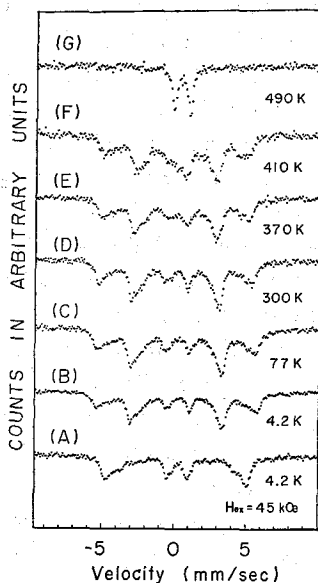 COUNTS IN ARBITRARY UNITS
(G)
490 K
(F)
410 K
(E)
370 K
(D)
300 K
(C)
77 K
(B)
4.2 K
(A)
4.2 K
Hex = 45 kOe
-5 0 5
Velocity (mm/sec)